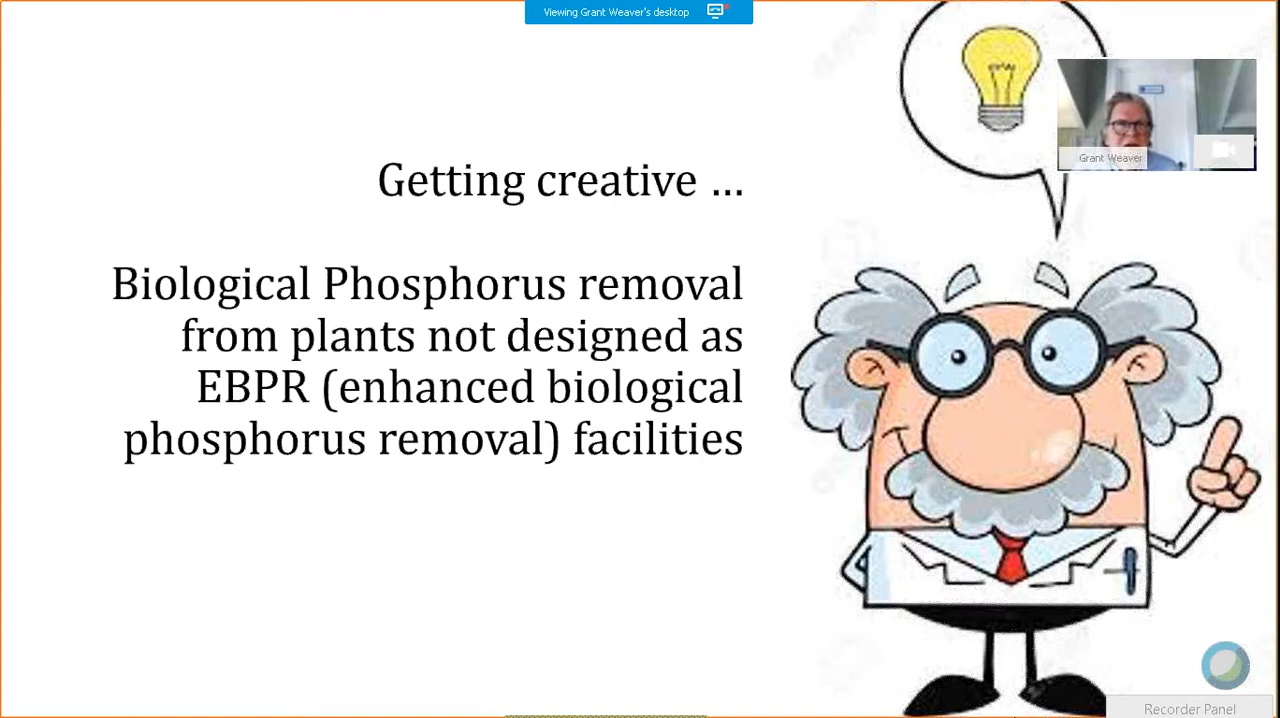 Viewing Grant Weaver's desktop
Getting creative ...
Grant Weaver
Biological Phosphorus removal
from plants not designed as
EBPR (enhanced biological
phosphorus removal) facilities
Recorder Panel